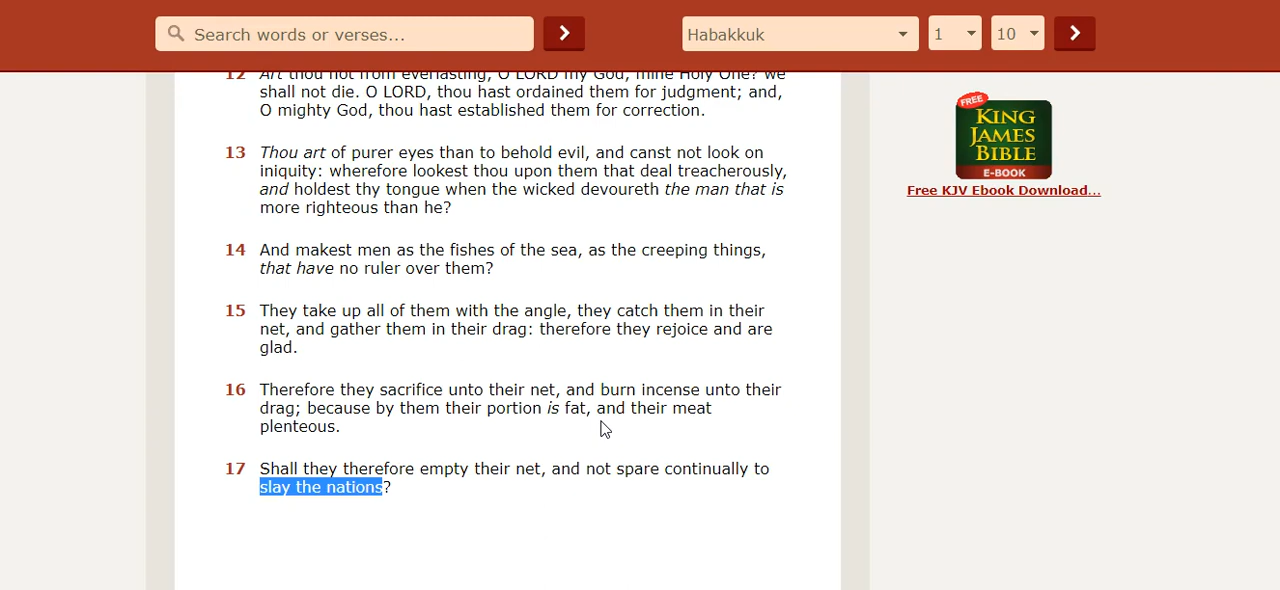 Search words or verses...
Habakkuk
1
10
12 Art thou not from everlasting, O LORD my God, mine Holy One? we
shall not die. O LORD, thou hast ordained them for judgment; and,
O mighty God, thou hast established them for correction.
13 Thou art of purer eyes than to behold evil, and canst not look on
iniquity: wherefore lookest thou upon them that deal treacherously,
and holdest thy tongue when the wicked devoureth the man that is
more righteous than he?
14 And makest men as the fishes of the sea, as the creeping things,
that have no ruler over them?
15 They take up all of them with the angle, they catch them in their
net, and gather them in their drag: therefore they rejoice and are
glad.
16 Therefore they sacrifice unto their net, and burn incense unto their
drag; because by them their portion is fat, and their meat
plenteous.
17 Shall they therefore empty their net, and not spare continually to
slay the nations?
FREE
KING
JAMES
BIBLE
E-BOOK
Free KJV Ebook Download...